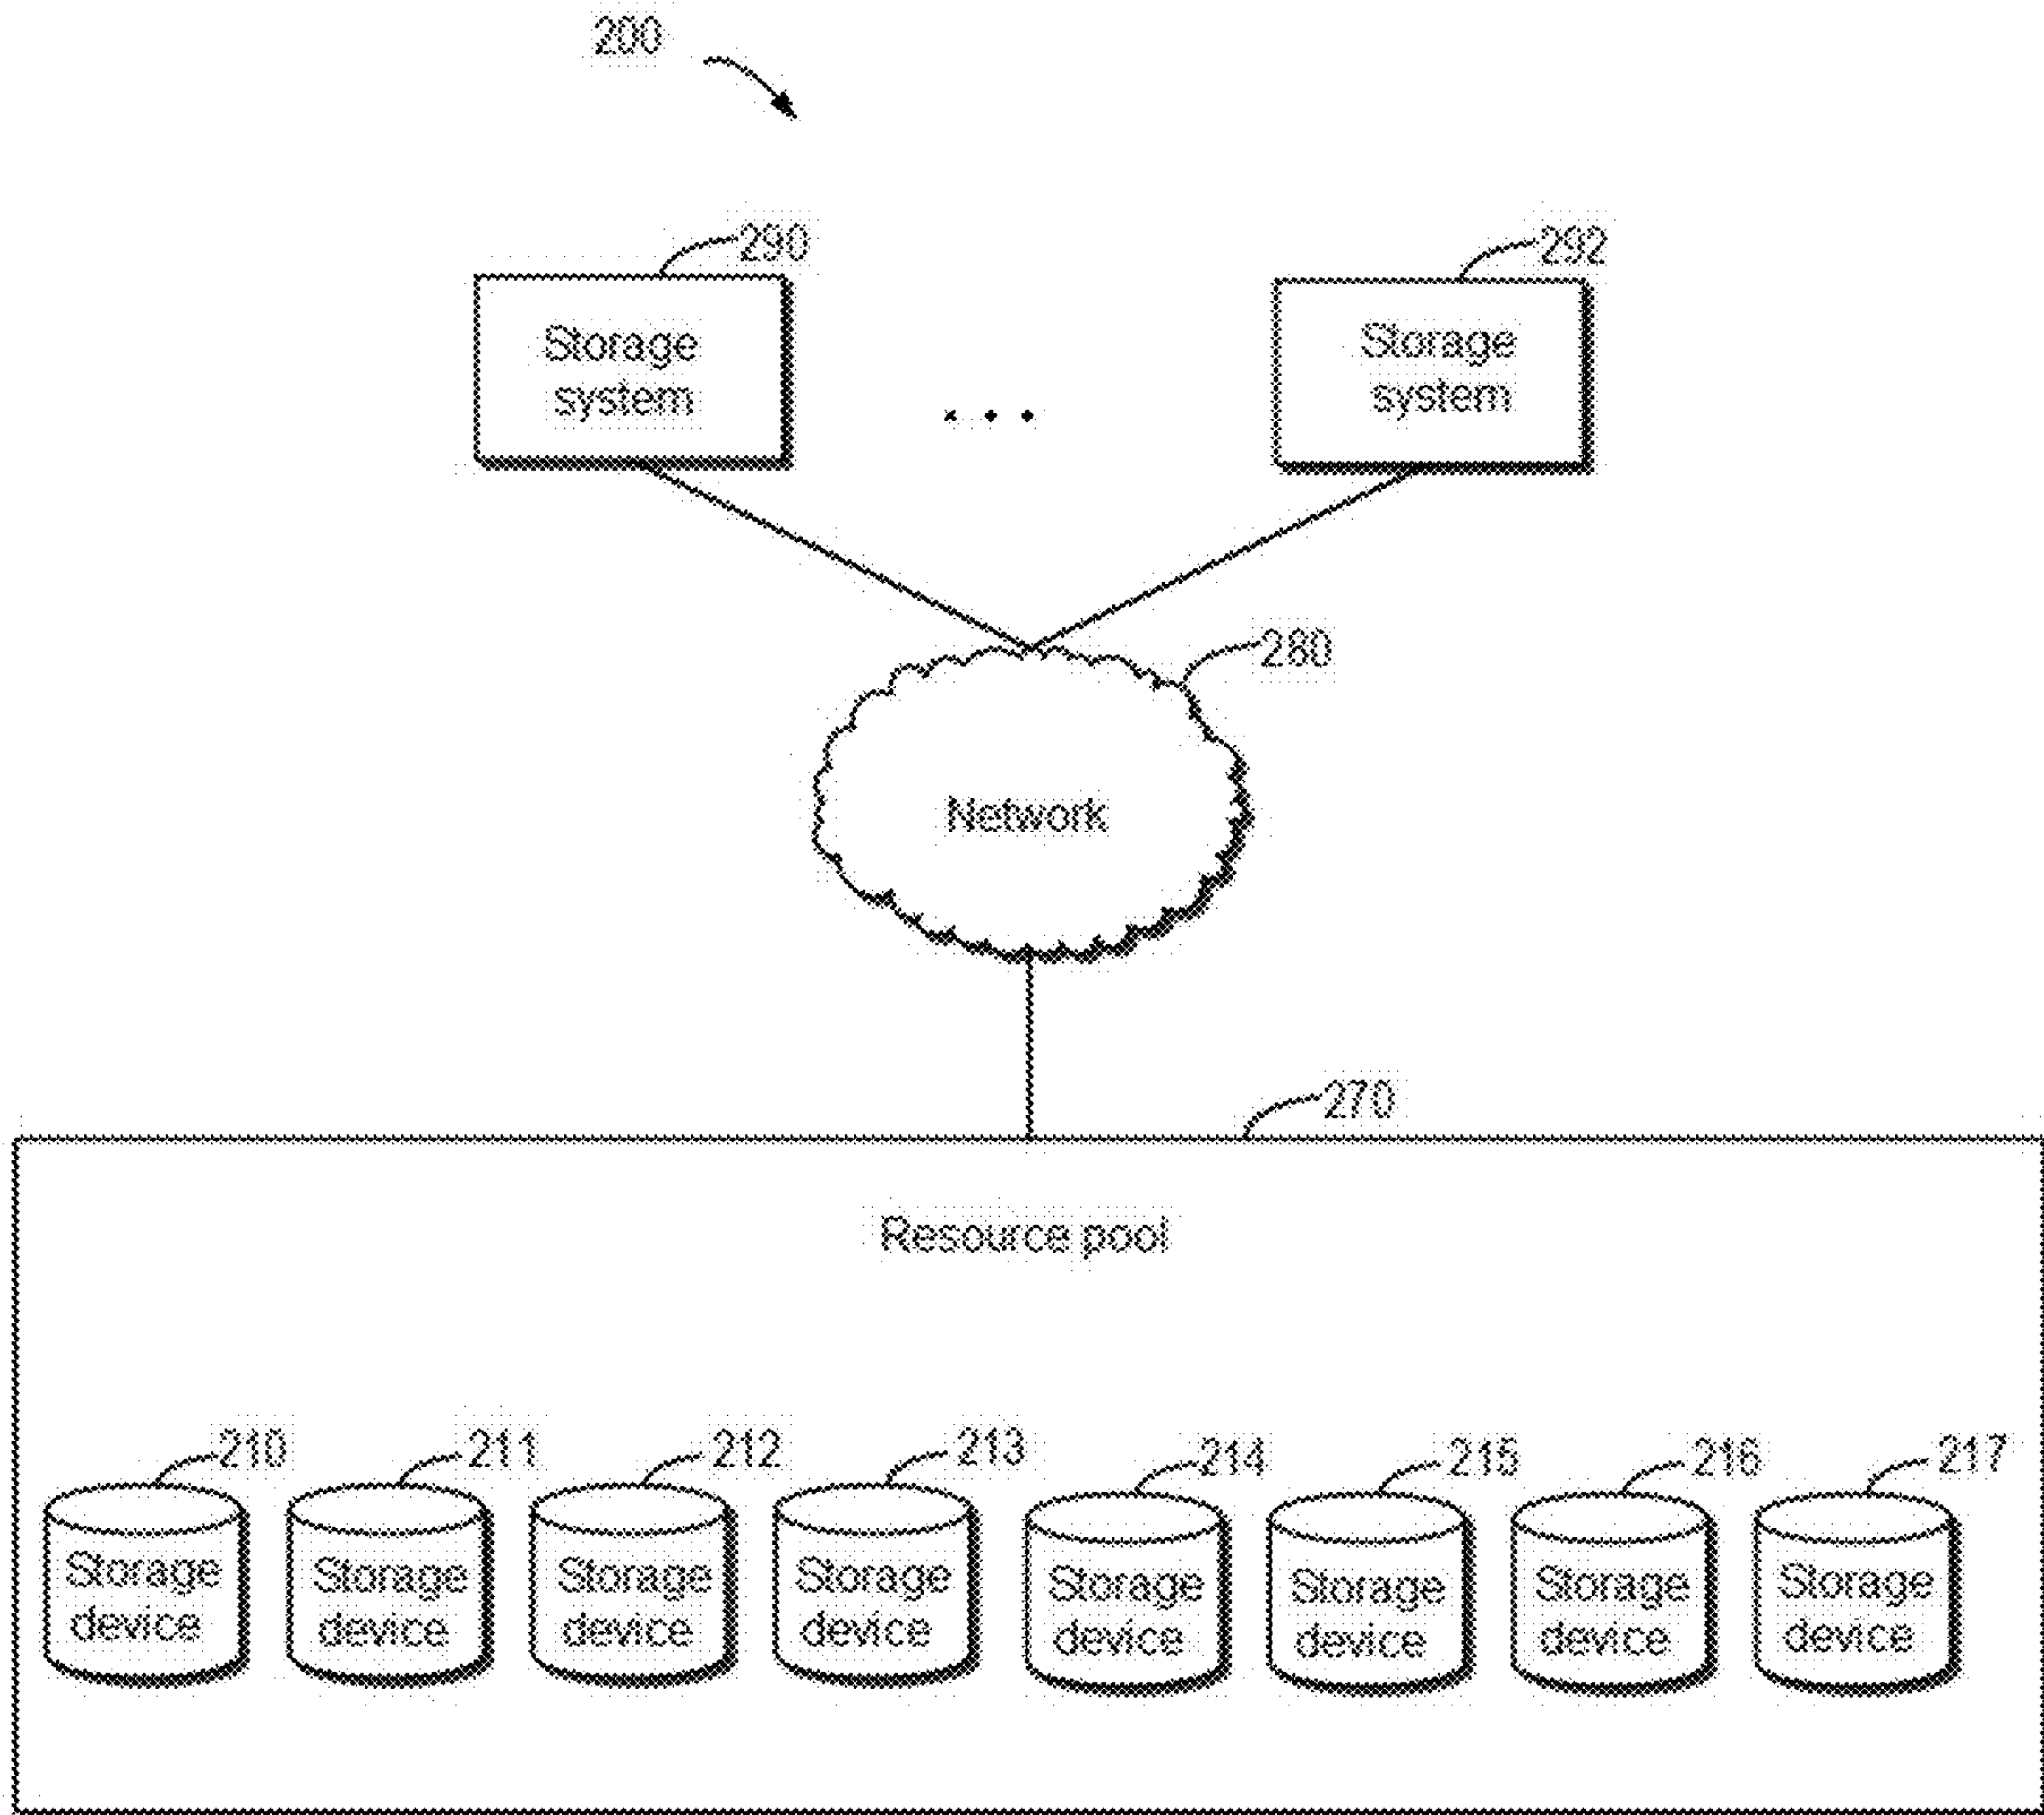 200
290
292
Storage
system
. . .
Storage
system
280
Network
270
Resource pool
210
211
212
213
214
215
216
217
Storage
device
Storage
device
Storage
device
Storage
device
Storage
device
Storage
device
Storage
device
Storage
device